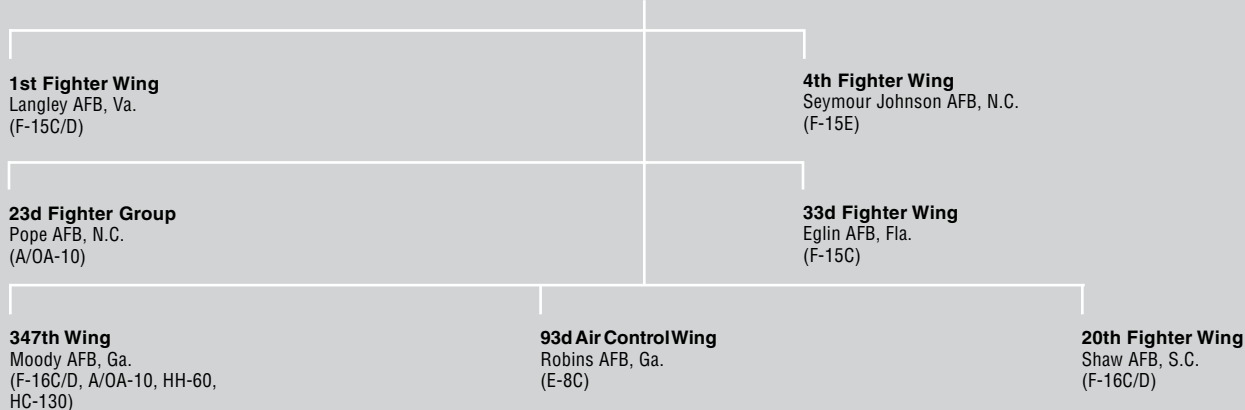 1st Fighter Wing
Langley AFB, Va.
(F-15C/D)
4th Fighter Wing
Seymour Johnson AFB, N.C.
(F-15E)
23d Fighter Group
Pope AFB, N.C.
(A/OA-10)
33d Fighter Wing
Eglin AFB, Fla.
(F-15C)
347th Wing
Moody AFB, Ga.
(F-16C/D, A/OA-10, HH-60,
HC-130)
93d Air Control Wing
Robins AFB, Ga.
(E-8C)
20th Fighter Wing
Shaw AFB, S.C.
(F-16C/D)